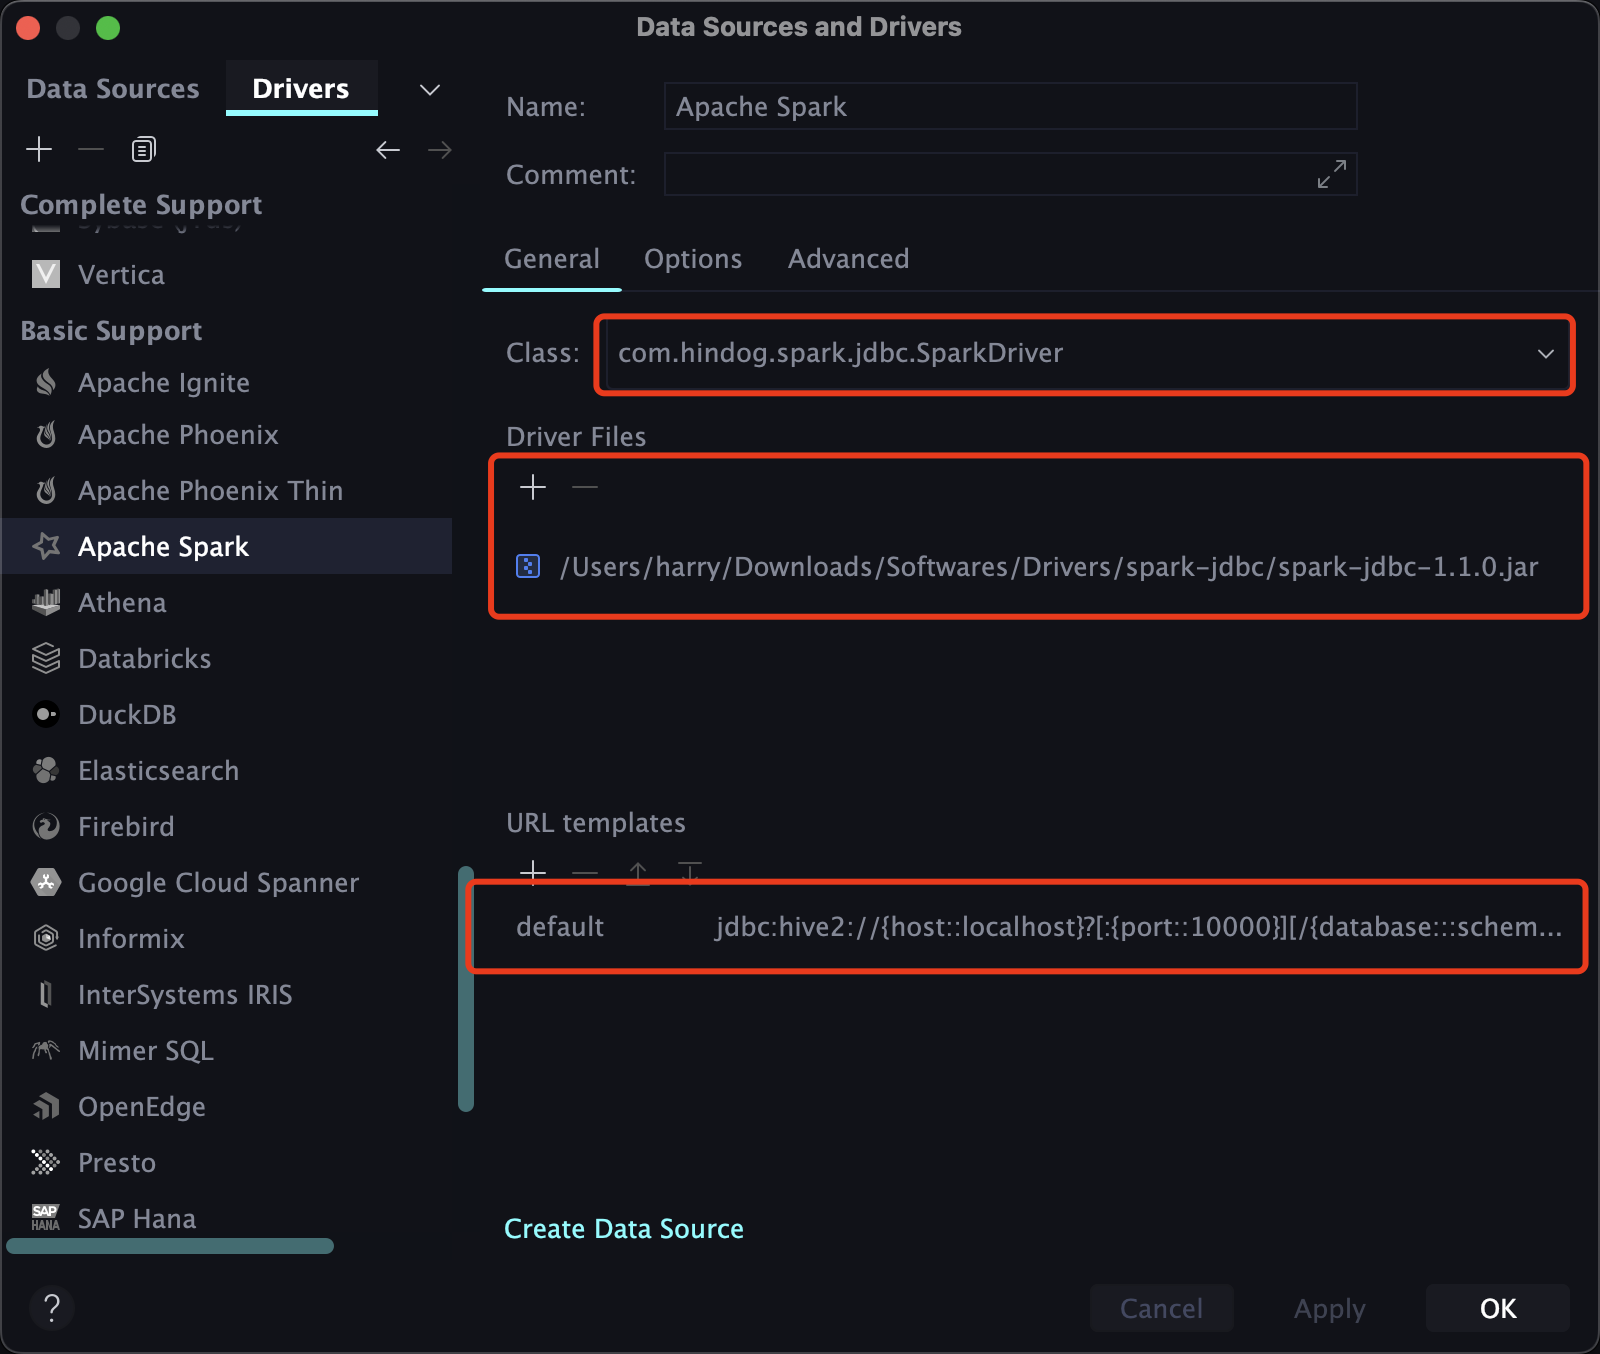 Data Sources and Drivers
Data Sources
Drivers
Complete Support
Vertica
Basic Support
Apache Ignite
Apache Phoenix
Apache Phoenix Thin
Apache Spark
Athena
Databricks
DuckDB
Elasticsearch
Firebird
Google Cloud Spanner
Informix
InterSystems IRIS
Mimer SQL
OpenEdge
Presto
SAP HANA
SAP Hana
?
Name: Apache Spark
Comment:
General Options Advanced
Class: com.hindog.spark.jdbc.SparkDriver
Driver Files
/Users/harry/Downloads/Softwares/Drivers/spark-jdbc/spark-jdbc-1.1.0.jar
URL templates
default jdbc:hive2://{host::localhost}?[:{port::10000}][/{database:::schem...
Create Data Source
Cancel Apply OK